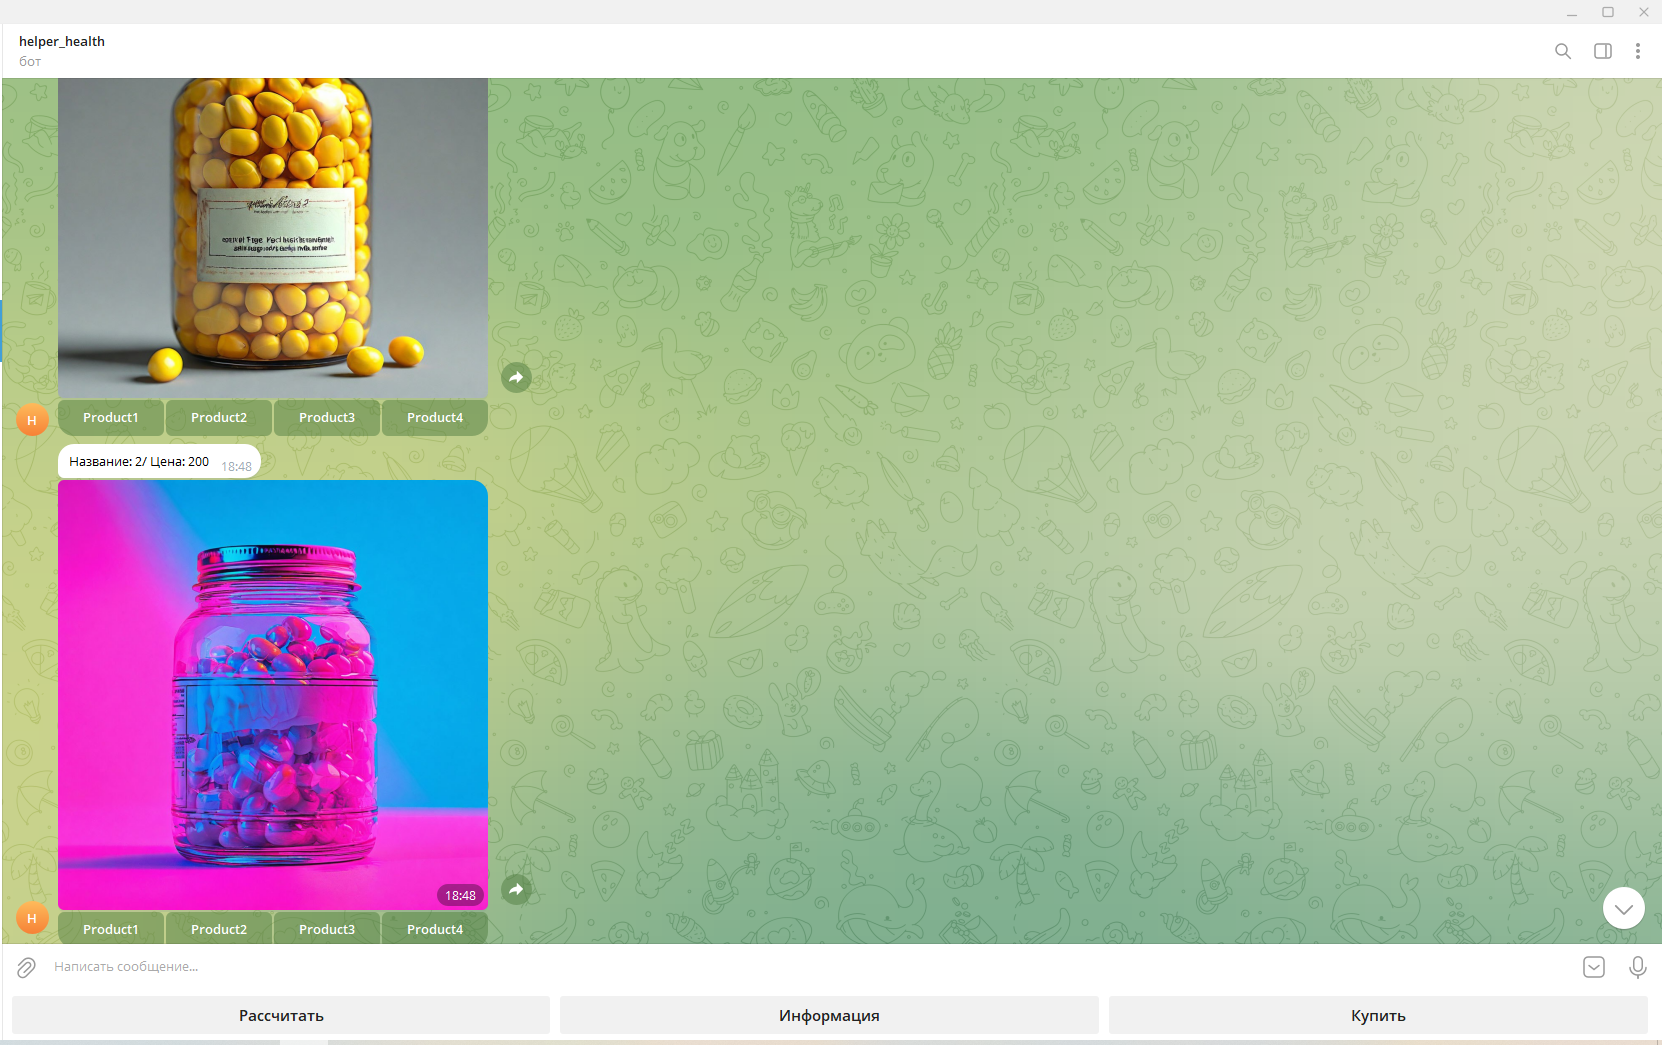 helper_health
бот
Product1 Product2 Product3 Product4
H
Название: 2/ Цена: 200 18:48
18:48
Product1 Product2 Product3 Product4
H
Написать сообщение...
Рассчитать Информация Купить